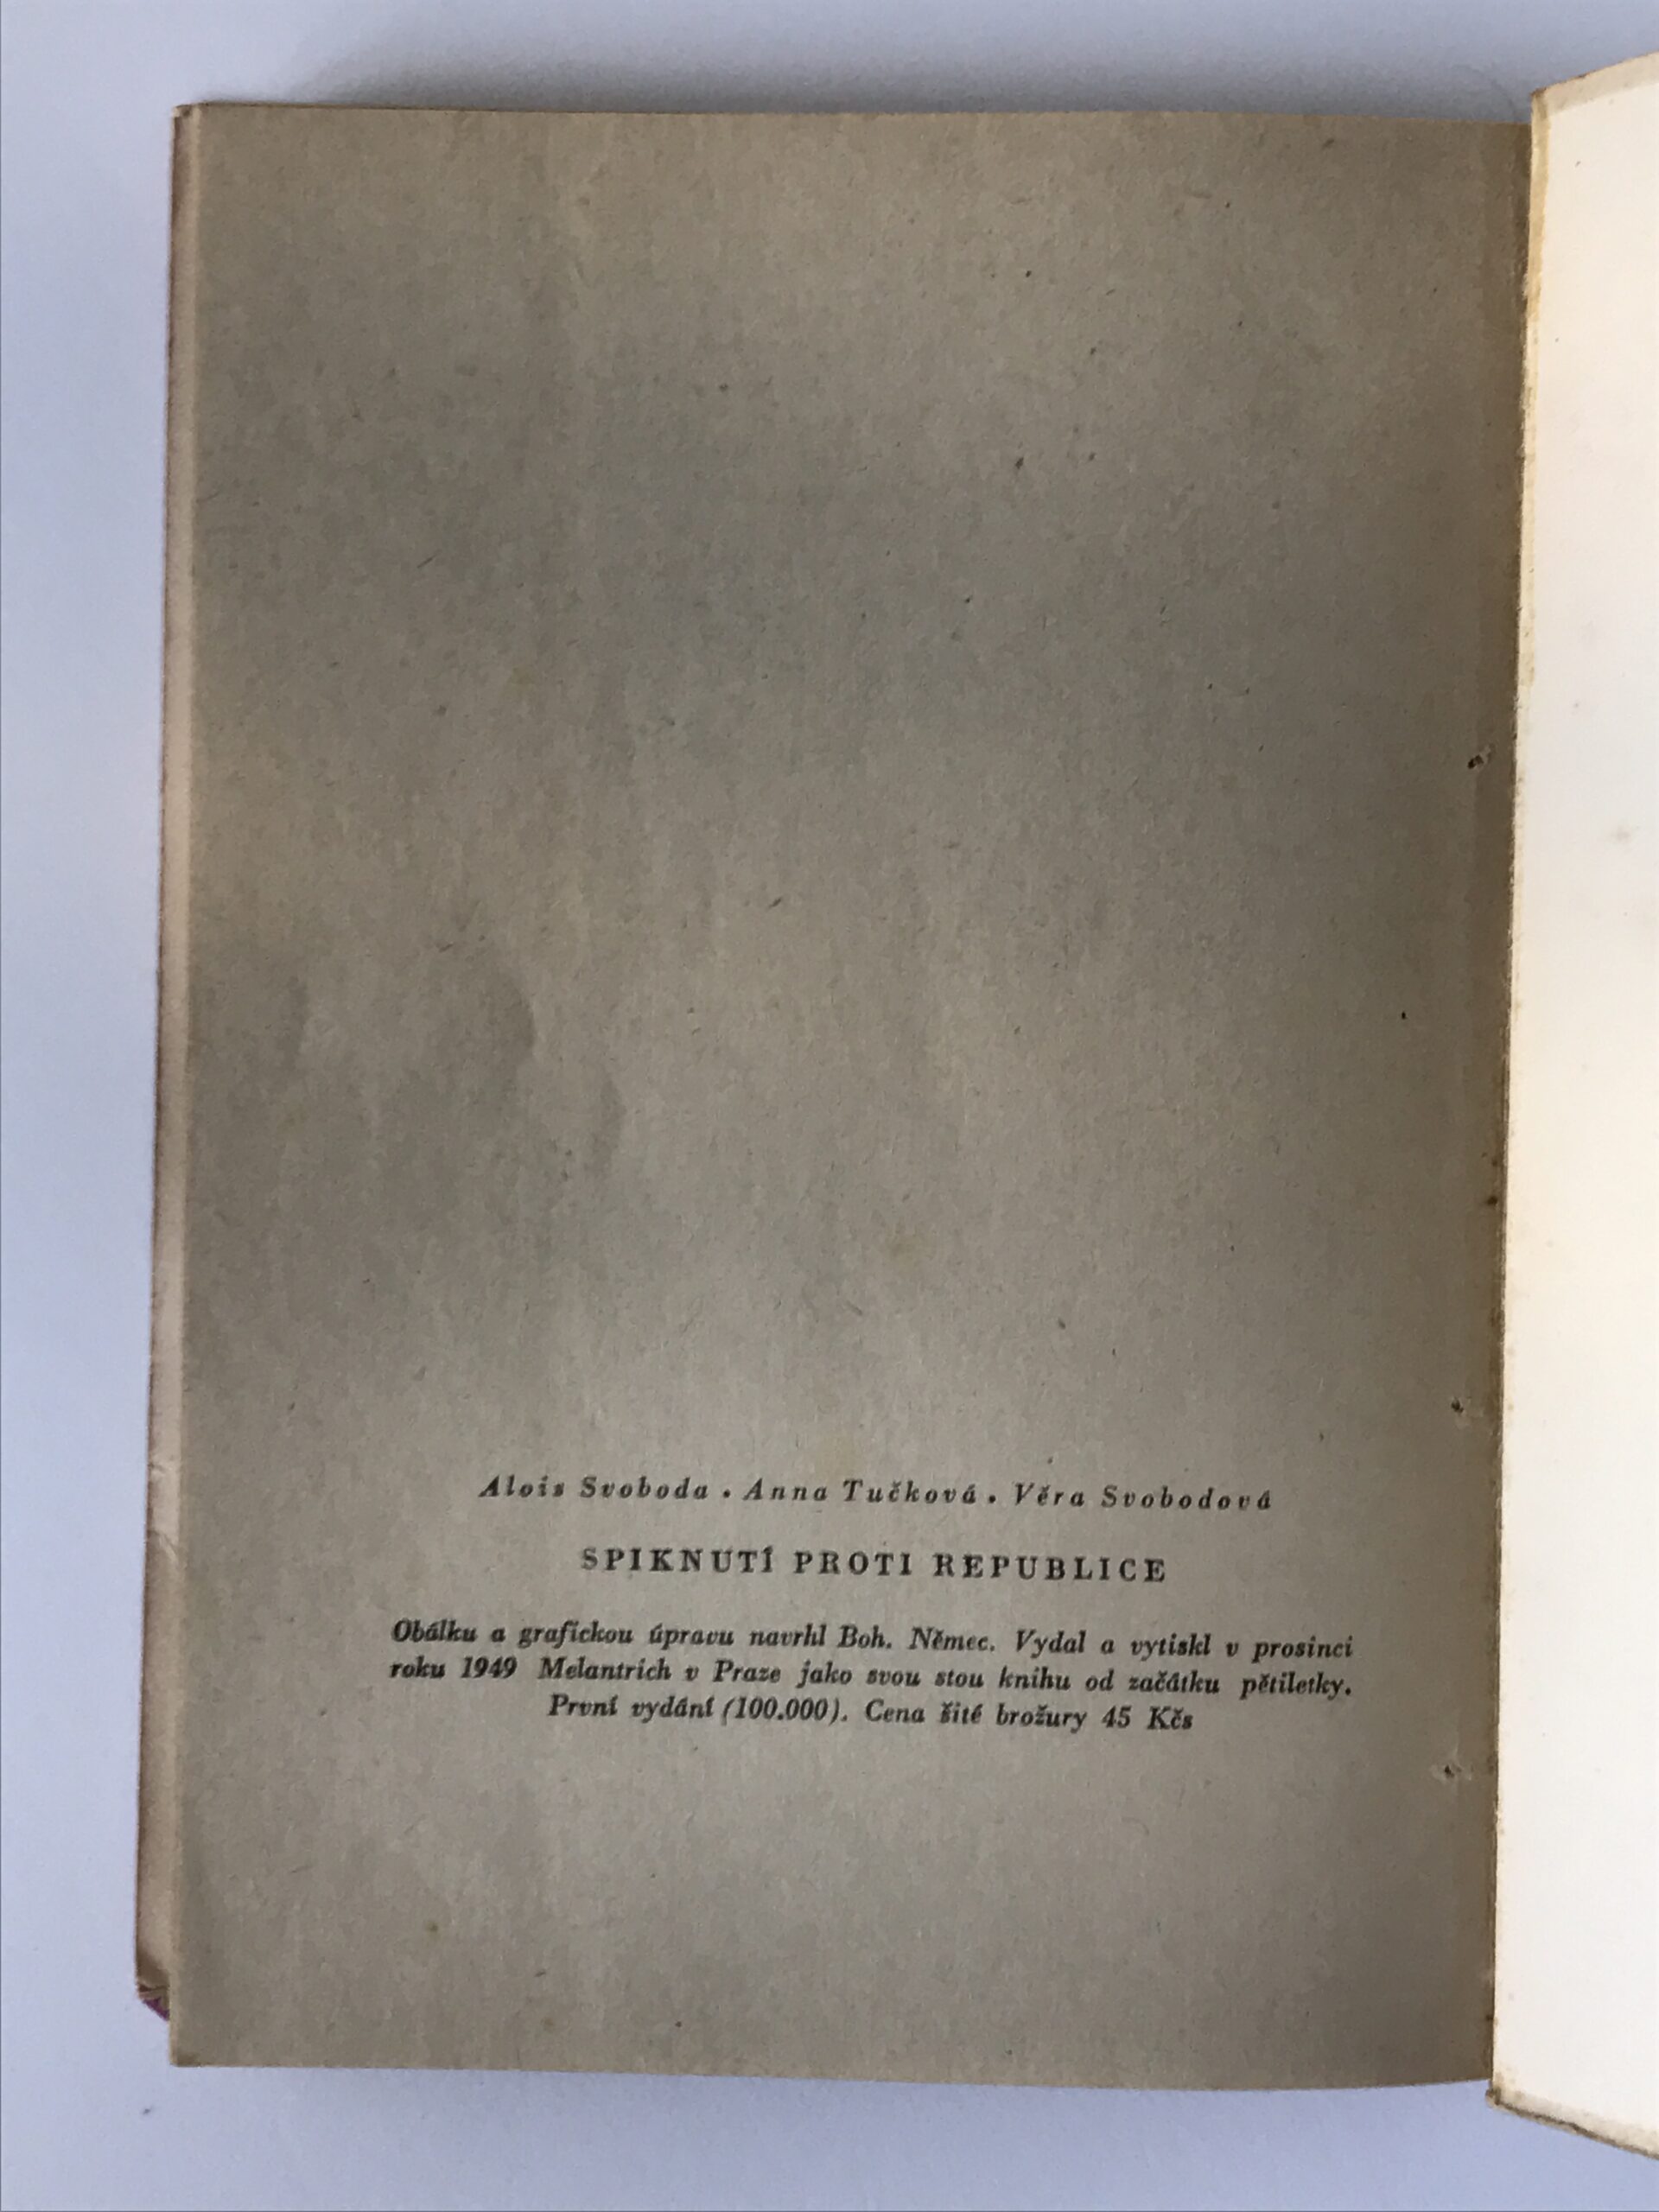 Alois Svoboda . Anna Tučková . Věra Svobodová
SPIKNUTÍ PROTI REPUBLICE
Obálku a grafickou úpravu navrhl Boh. Němec. Vydal a vytiskl v prosinci
roku 1949 Melantrich v Praze jako svou stou knihu od začátku pětiletky.
První vydání (100.000). Cena šité brožury 45 Kčs